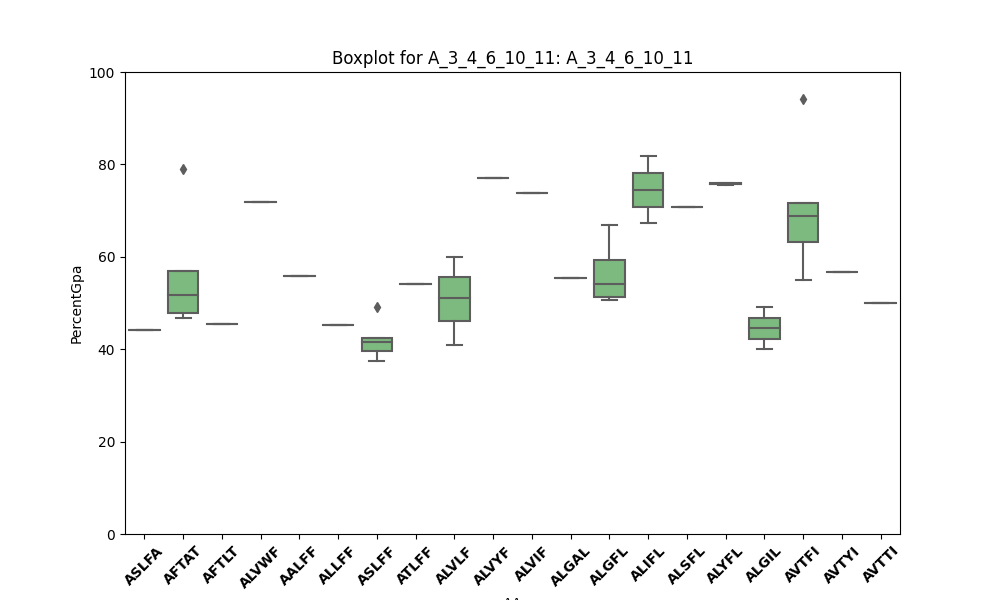 Boxplot for A_3_4_6_10_11: A_3_4_6_10_11
100
80
60
40
20
0
PercentGpa
ASLFA AFTAT AFTLT ALVWF AALFF ALLFF ASLFF ATLFF ALVLF ALVYF ALVIF ALGAL ALGFL ALIFL ALSFL ALYFL ALGIL AVTFI AVTYI AVTTI